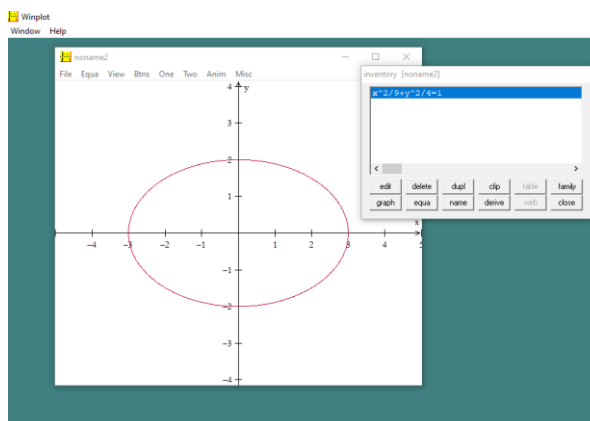 Winplot
Window Help
noname2
File Equa View Btns One Two Anim Misc
inventory [noname2]
x^2/9+y^2/4=1
edit delete dupl clip table family
graph equa name derive web close
y
x
4
3
2
1
-4 -3 -2 -1 1 2 3 4 5
-1
-2
-3
-4